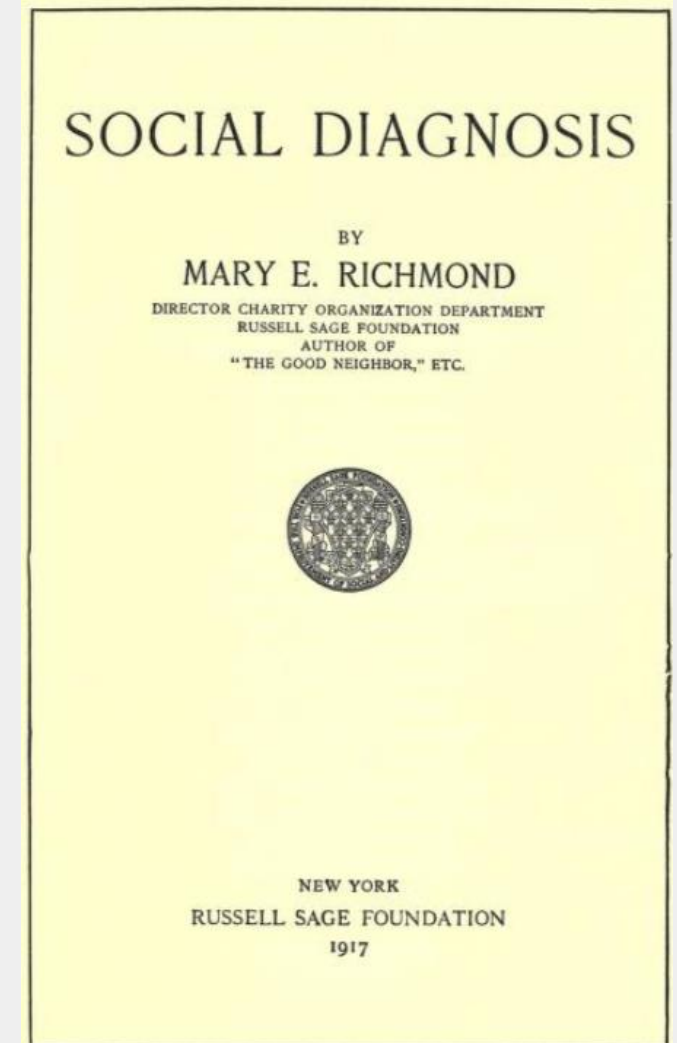 SOCIAL DIAGNOSIS
BY
MARY E. RICHMOND
DIRECTOR CHARITY ORGANIZATION DEPARTMENT
RUSSELL SAGE FOUNDATION
AUTHOR OF
“THE GOOD NEIGHBOR,” ETC.
NEW YORK
RUSSELL SAGE FOUNDATION
1917